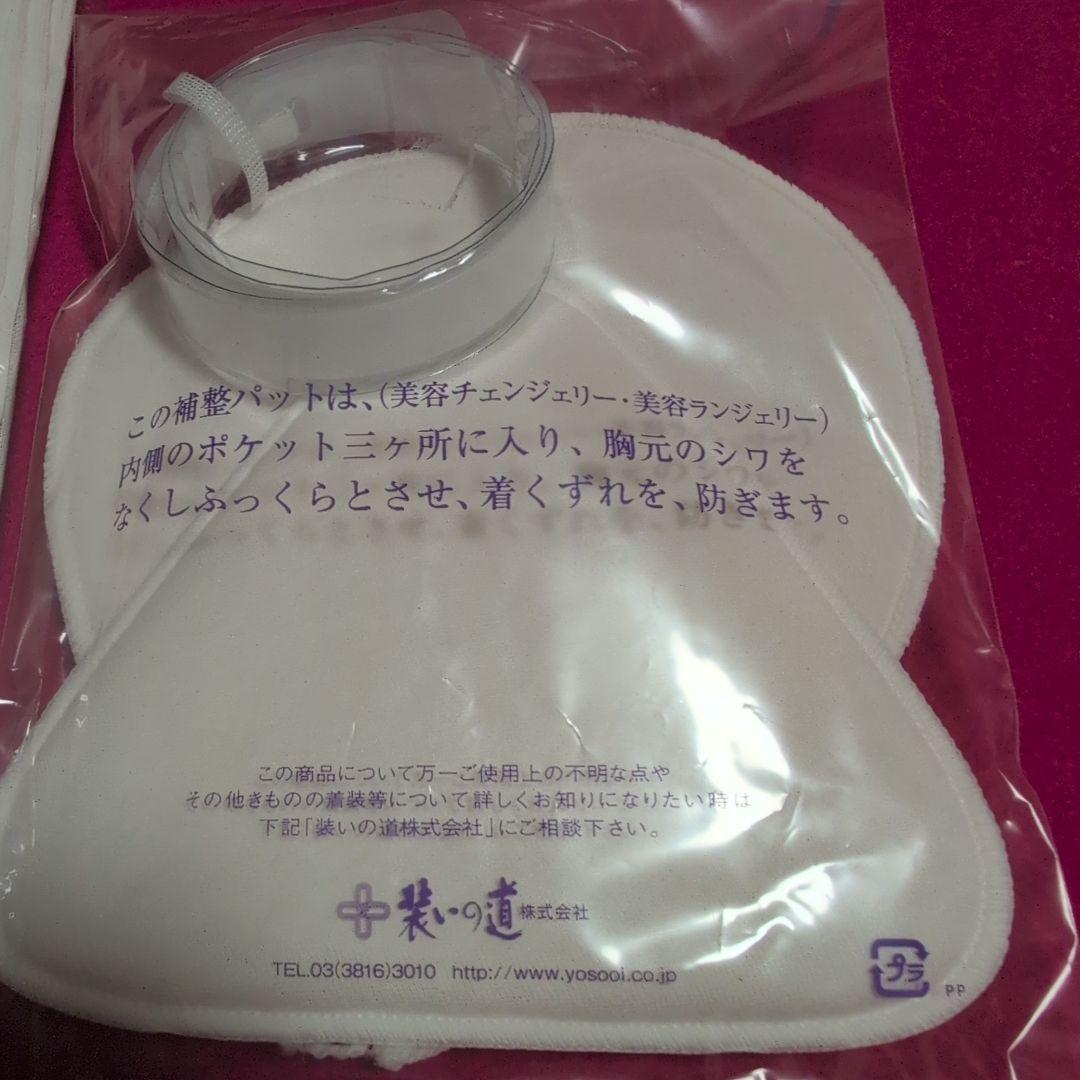 この補整パットは、(美容チェンジェリー・美容ランジェリー)
内側のポケット三ヶ所に入り、胸元のシワを
なくしふっくらとさせ、着くずれを、防ぎます。
この商品について万一ご使用上の不明な点や
その他きものの着装等について詳しくお知りになりたい時は
下記「装いの道株式会社」にご相談下さい。
装いの道株式会社
TEL.03(3816)3010 http://www.yosooi.co.jp
プラ
PP